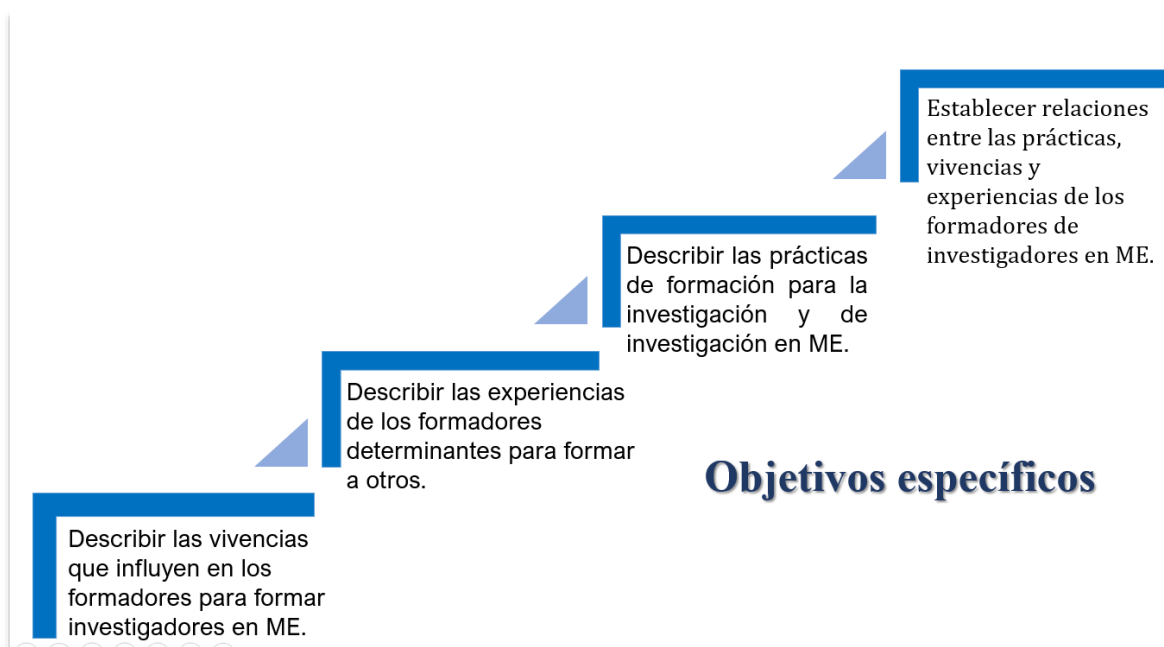 Establecer relaciones
entre las prácticas,
vivencias y
experiencias de los
formadores de
investigadores en ME.
Describir las prácticas
de formación para la
investigación y de
investigación en ME.
Describir las experiencias
de los formadores
determinantes para formar
a otros.
Objetivos específicos
Describir las vivencias
que influyen en los
formadores para formar
investigadores en ME.